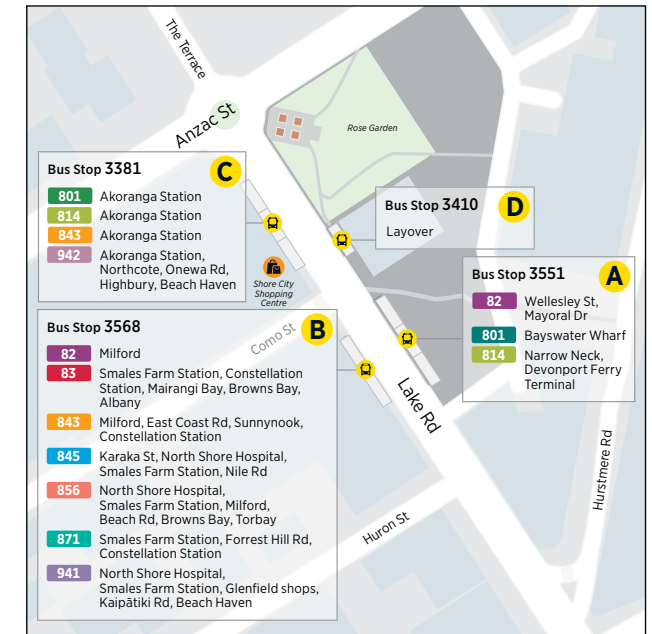 The Terrace
Anzac St
Rose Garden
Bus Stop 3381
C
801 Akoranga Station
814 Akoranga Station
843 Akoranga Station
942 Akoranga Station,
Northcote, Onewa Rd,
Highbury, Beach Haven
Bus Stop 3410
D
Layover
Bus Stop 3551
A
82 Wellesley St,
Mayoral Dr
801 Bayswater Wharf
814 Narrow Neck,
Devonport Ferry
Terminal
Shore City
Shopping
Centre
Como St
Bus Stop 3568
B
82 Milford
83 Smales Farm Station, Constellation
Station, Mairangi Bay, Browns Bay,
Albany
843 Milford, East Coast Rd, Sunnynook,
Constellation Station
845 Karaka St, North Shore Hospital,
Smales Farm Station, Nile Rd
856 North Shore Hospital,
Smales Farm Station, Milford,
Beach Rd, Browns Bay, Torbay
871 Smales Farm Station, Forrest Hill Rd,
Constellation Station
941 North Shore Hospital,
Smales Farm Station, Glenfield shops,
Kaipātiki Rd, Beach Haven
Lake Rd
Huron St
Hurstmere Rd